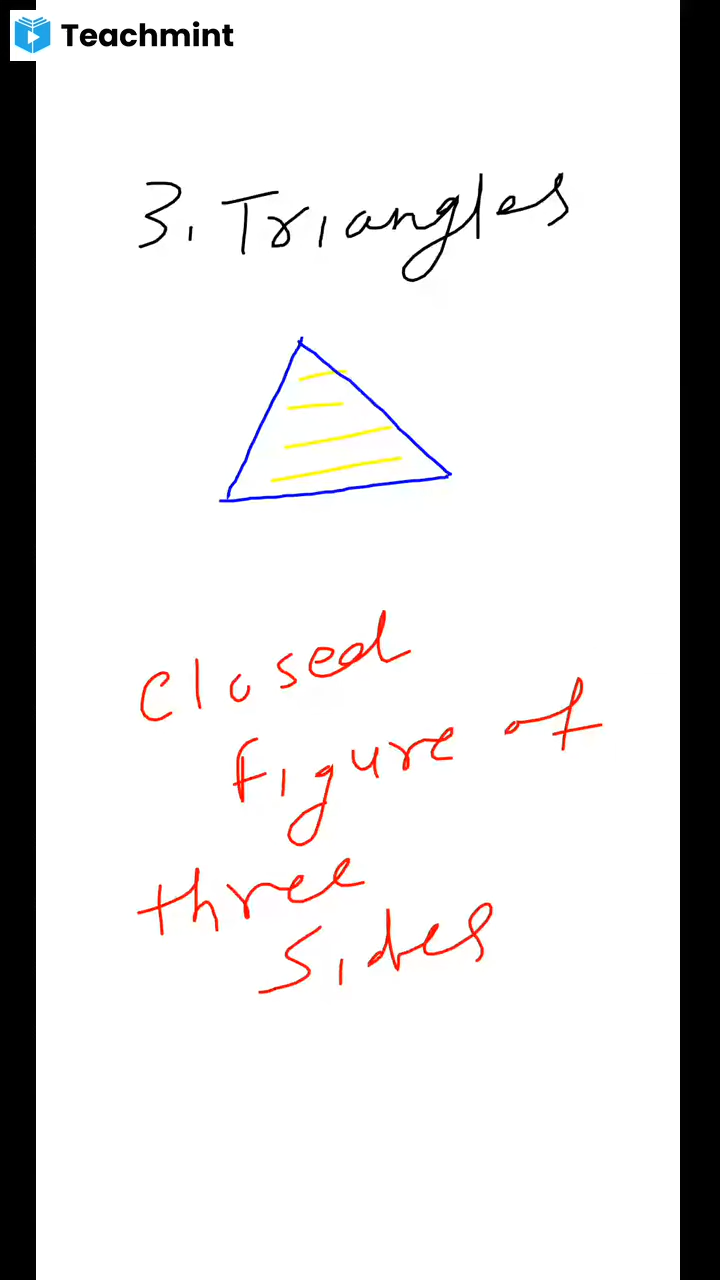 Teachmint
3. Triangles
closed
figure of
three
sides